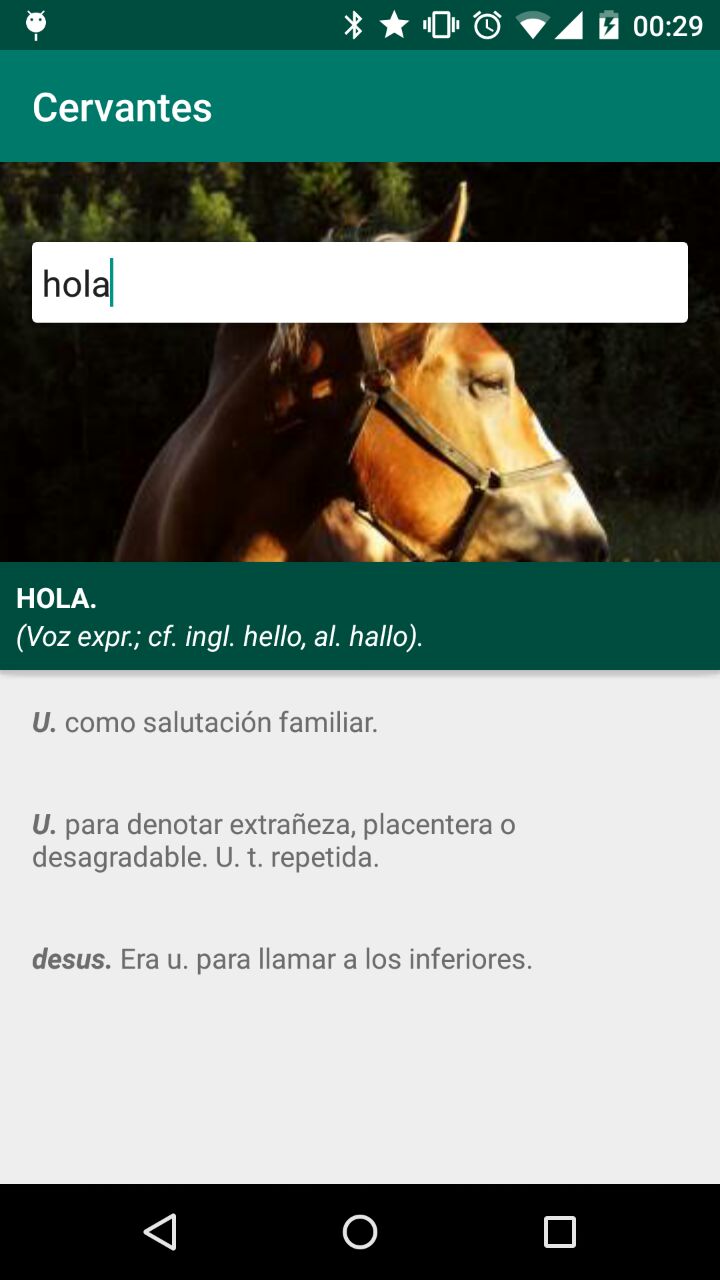 00:29
Cervantes
hola
HOLA.
(Voz expr.; cf. ingl. hello, al. hallo).
U. como salutación familiar.
U. para denotar extrañeza, placentera o
desagradable. U. t. repetida.
desus. Era u. para llamar a los inferiores.